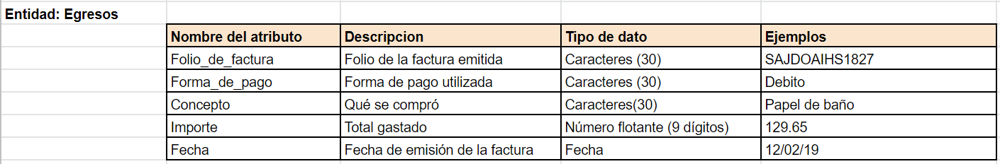 Entidad: Egresos
Nombre del atributo Descripcion Tipo de dato Ejemplos
Folio_de_factura Folio de la factura emitida Caracteres (30) SAJDOAIHS1827
Forma_de_pago Forma de pago utilizada Caracteres (30) Debito
Concepto Qué se compró Caracteres(30) Papel de baño
Importe Total gastado Número flotante (9 dígitos) 129.65
Fecha Fecha de emisión de la factura Fecha 12/02/19